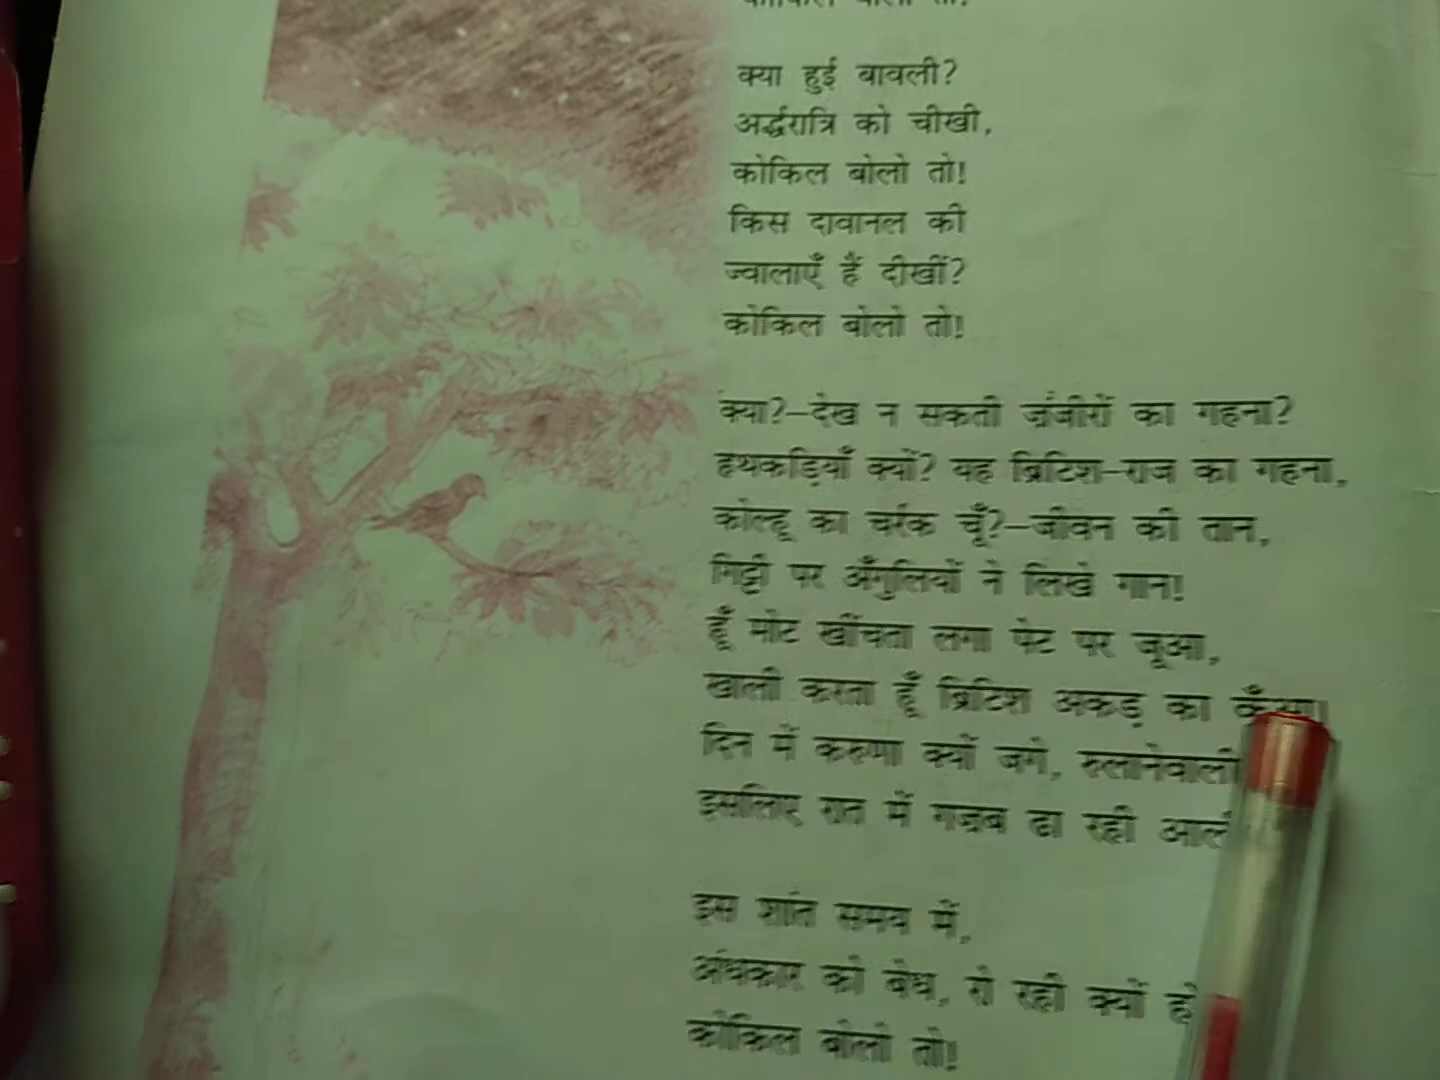 कोकिल बोलो तो!
क्या हुई बावली?
अर्द्धरात्रि को चीखी,
कोकिल बोलो तो!
किस दावानल की
ज्वालाएँ हैं दीखीं?
कोकिल बोलो तो!
क्या?—देख न सकती ज़ंजीरों का गहना?
हथकड़ियाँ क्यों? यह ब्रिटिश-राज का गहना,
कोल्हू का चर्रक चूँ?—जीवन की तान,
मिट्टी पर अँगुलियों ने लिखे गान!
हूँ मोट खींचता लगा पेट पर जूआ,
खाली करता हूँ ब्रिटिश अकड़ का कूँआ।
दिन में करुणा क्यों जगे, रुलानेवाली
इसलिए रात में गज़ब ढा रही
इस शांत समय में,
अंधकार को बेध, रो रही क्यों
कोकिल बोलो तो!